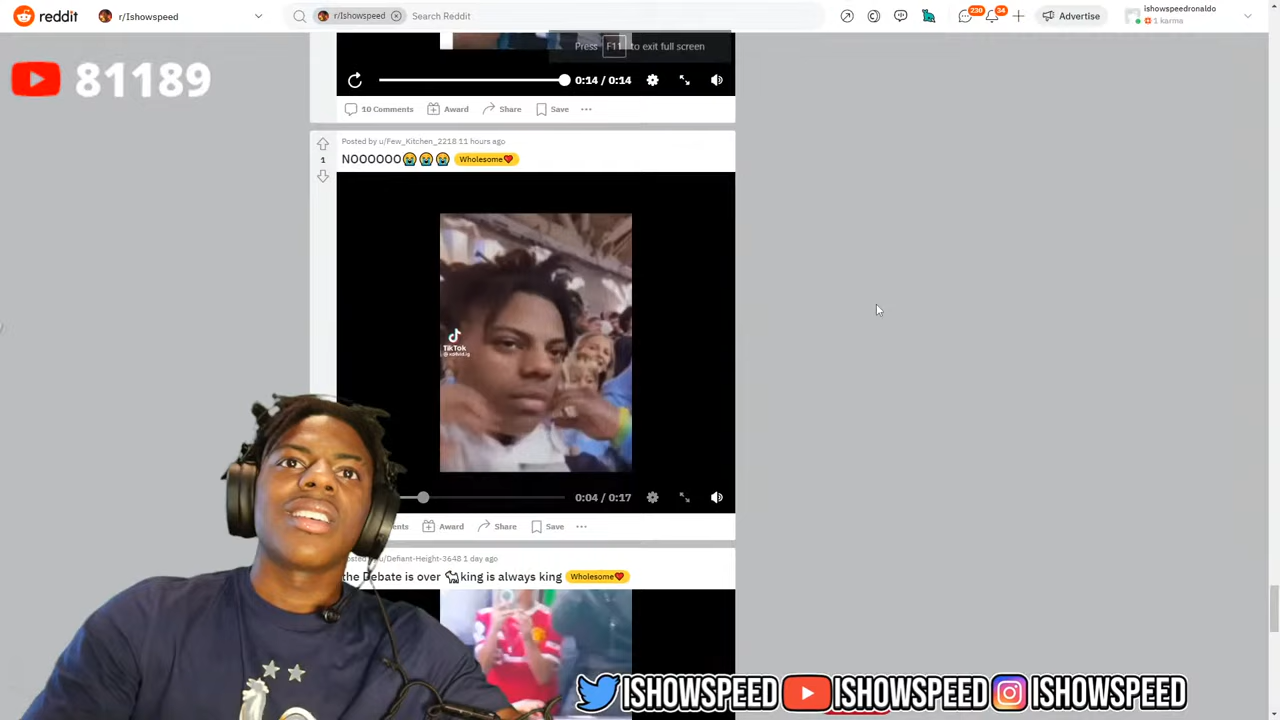 reddit
r/Ishowspeed
r/Ishowspeed
Search Reddit
230
34
Advertise
ishowspeedronaldo
1 karma
Press F11 to exit full screen
81189
0:14 / 0:14
10 Comments
Award
Share
Save
Posted by u/Few_Kitchen_2218 11 hours ago
1
NOOOOOO😭😭😭 Wholesome❤
TikTok
0:04 / 0:17
ents
Award
Share
Save
u/Defiant-Height-3648 1 day ago
the Debate is over 🐐king is always king Wholesome❤
ISHOWSPEED
ISHOWSPEED
ISHOWSPEED